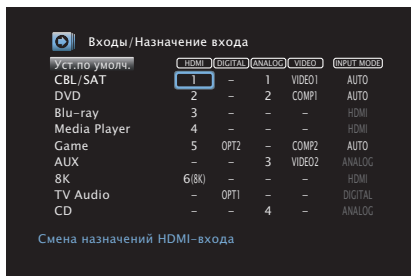 Входы/Назначение входа
Уст.по умолч. HDMI DIGITAL ANALOG VIDEO INPUT MODE
CBL/SAT 1 – 1 VIDEO1 AUTO
DVD 2 – 2 COMP1 AUTO
Blu-ray 3 – – – HDMI
Media Player 4 – – – HDMI
Game 5 OPT2 – COMP2 AUTO
AUX – – 3 VIDEO2 ANALOG
8K 6(8K) – – – HDMI
TV Audio – OPT1 – – DIGITAL
CD – – 4 – ANALOG
Смена назначений HDMI-входа